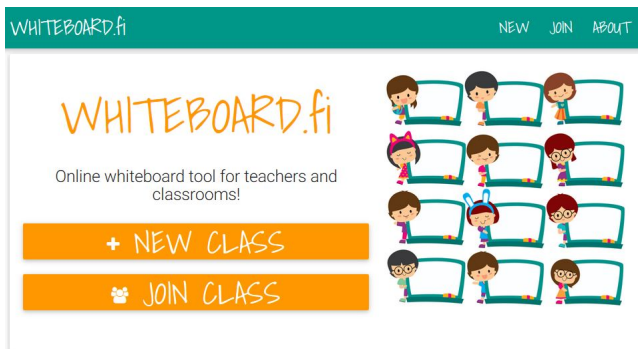 WHITEBOARD.fi
NEW JOIN ABOUT
WHITEBOARD.fi
Online whiteboard tool for teachers and
classrooms!
+ NEW CLASS
JOIN CLASS